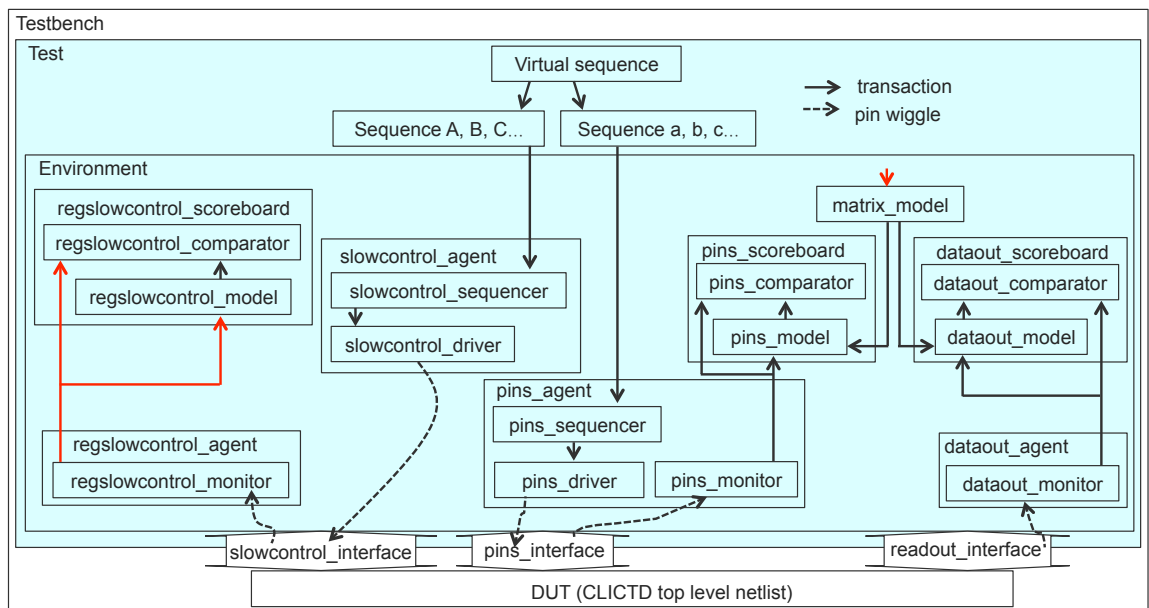 Testbench
Test
Virtual sequence
transaction
pin wiggle
Sequence A, B, C...
Sequence a, b, c...
Environment
regslowcontrol_scoreboard
regslowcontrol_comparator
regslowcontrol_model
slowcontrol_agent
slowcontrol_sequencer
slowcontrol_driver
matrix_model
pins_scoreboard
pins_comparator
pins_model
dataout_scoreboard
dataout_comparator
dataout_model
pins_agent
pins_sequencer
pins_driver
pins_monitor
regslowcontrol_agent
regslowcontrol_monitor
dataout_agent
dataout_monitor
slowcontrol_interface
pins_interface
readout_interface
DUT (CLICTD top level netlist)